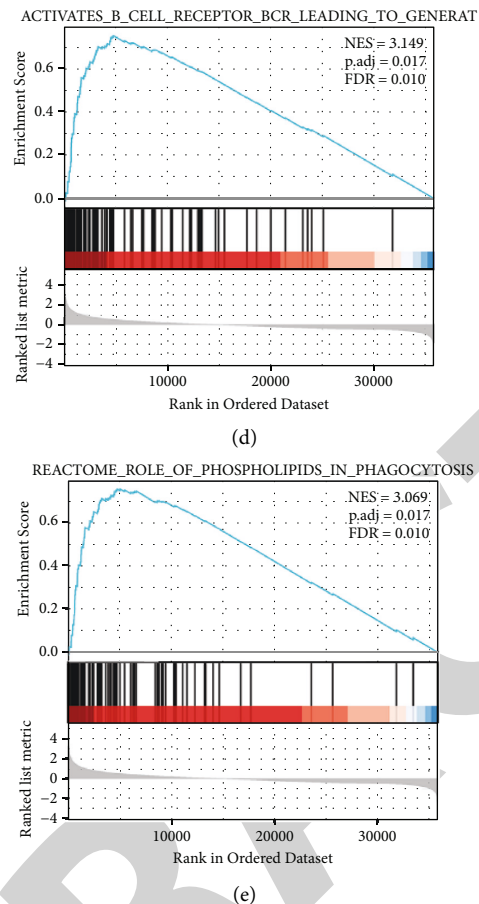 ACTIVATES_B_CELL_RECEPTOR_BCR_LEADING_TO_GENERAT
NES = 3.149
p.adj = 0.017
FDR = 0.010
Enrichment Score
0.6
0.4
0.2
0.0
Ranked list metric
4
2
0
−2
−4
10000 20000 30000
Rank in Ordered Dataset
(d)
REACTOME_ROLE_OF_PHOSPHOLIPIDS_IN_PHAGOCYTOSIS
NES = 3.069
p.adj = 0.017
FDR = 0.010
Enrichment Score
0.6
0.4
0.2
0.0
Ranked list metric
4
2
0
−2
−4
10000 20000 30000
Rank in Ordered Dataset
(e)